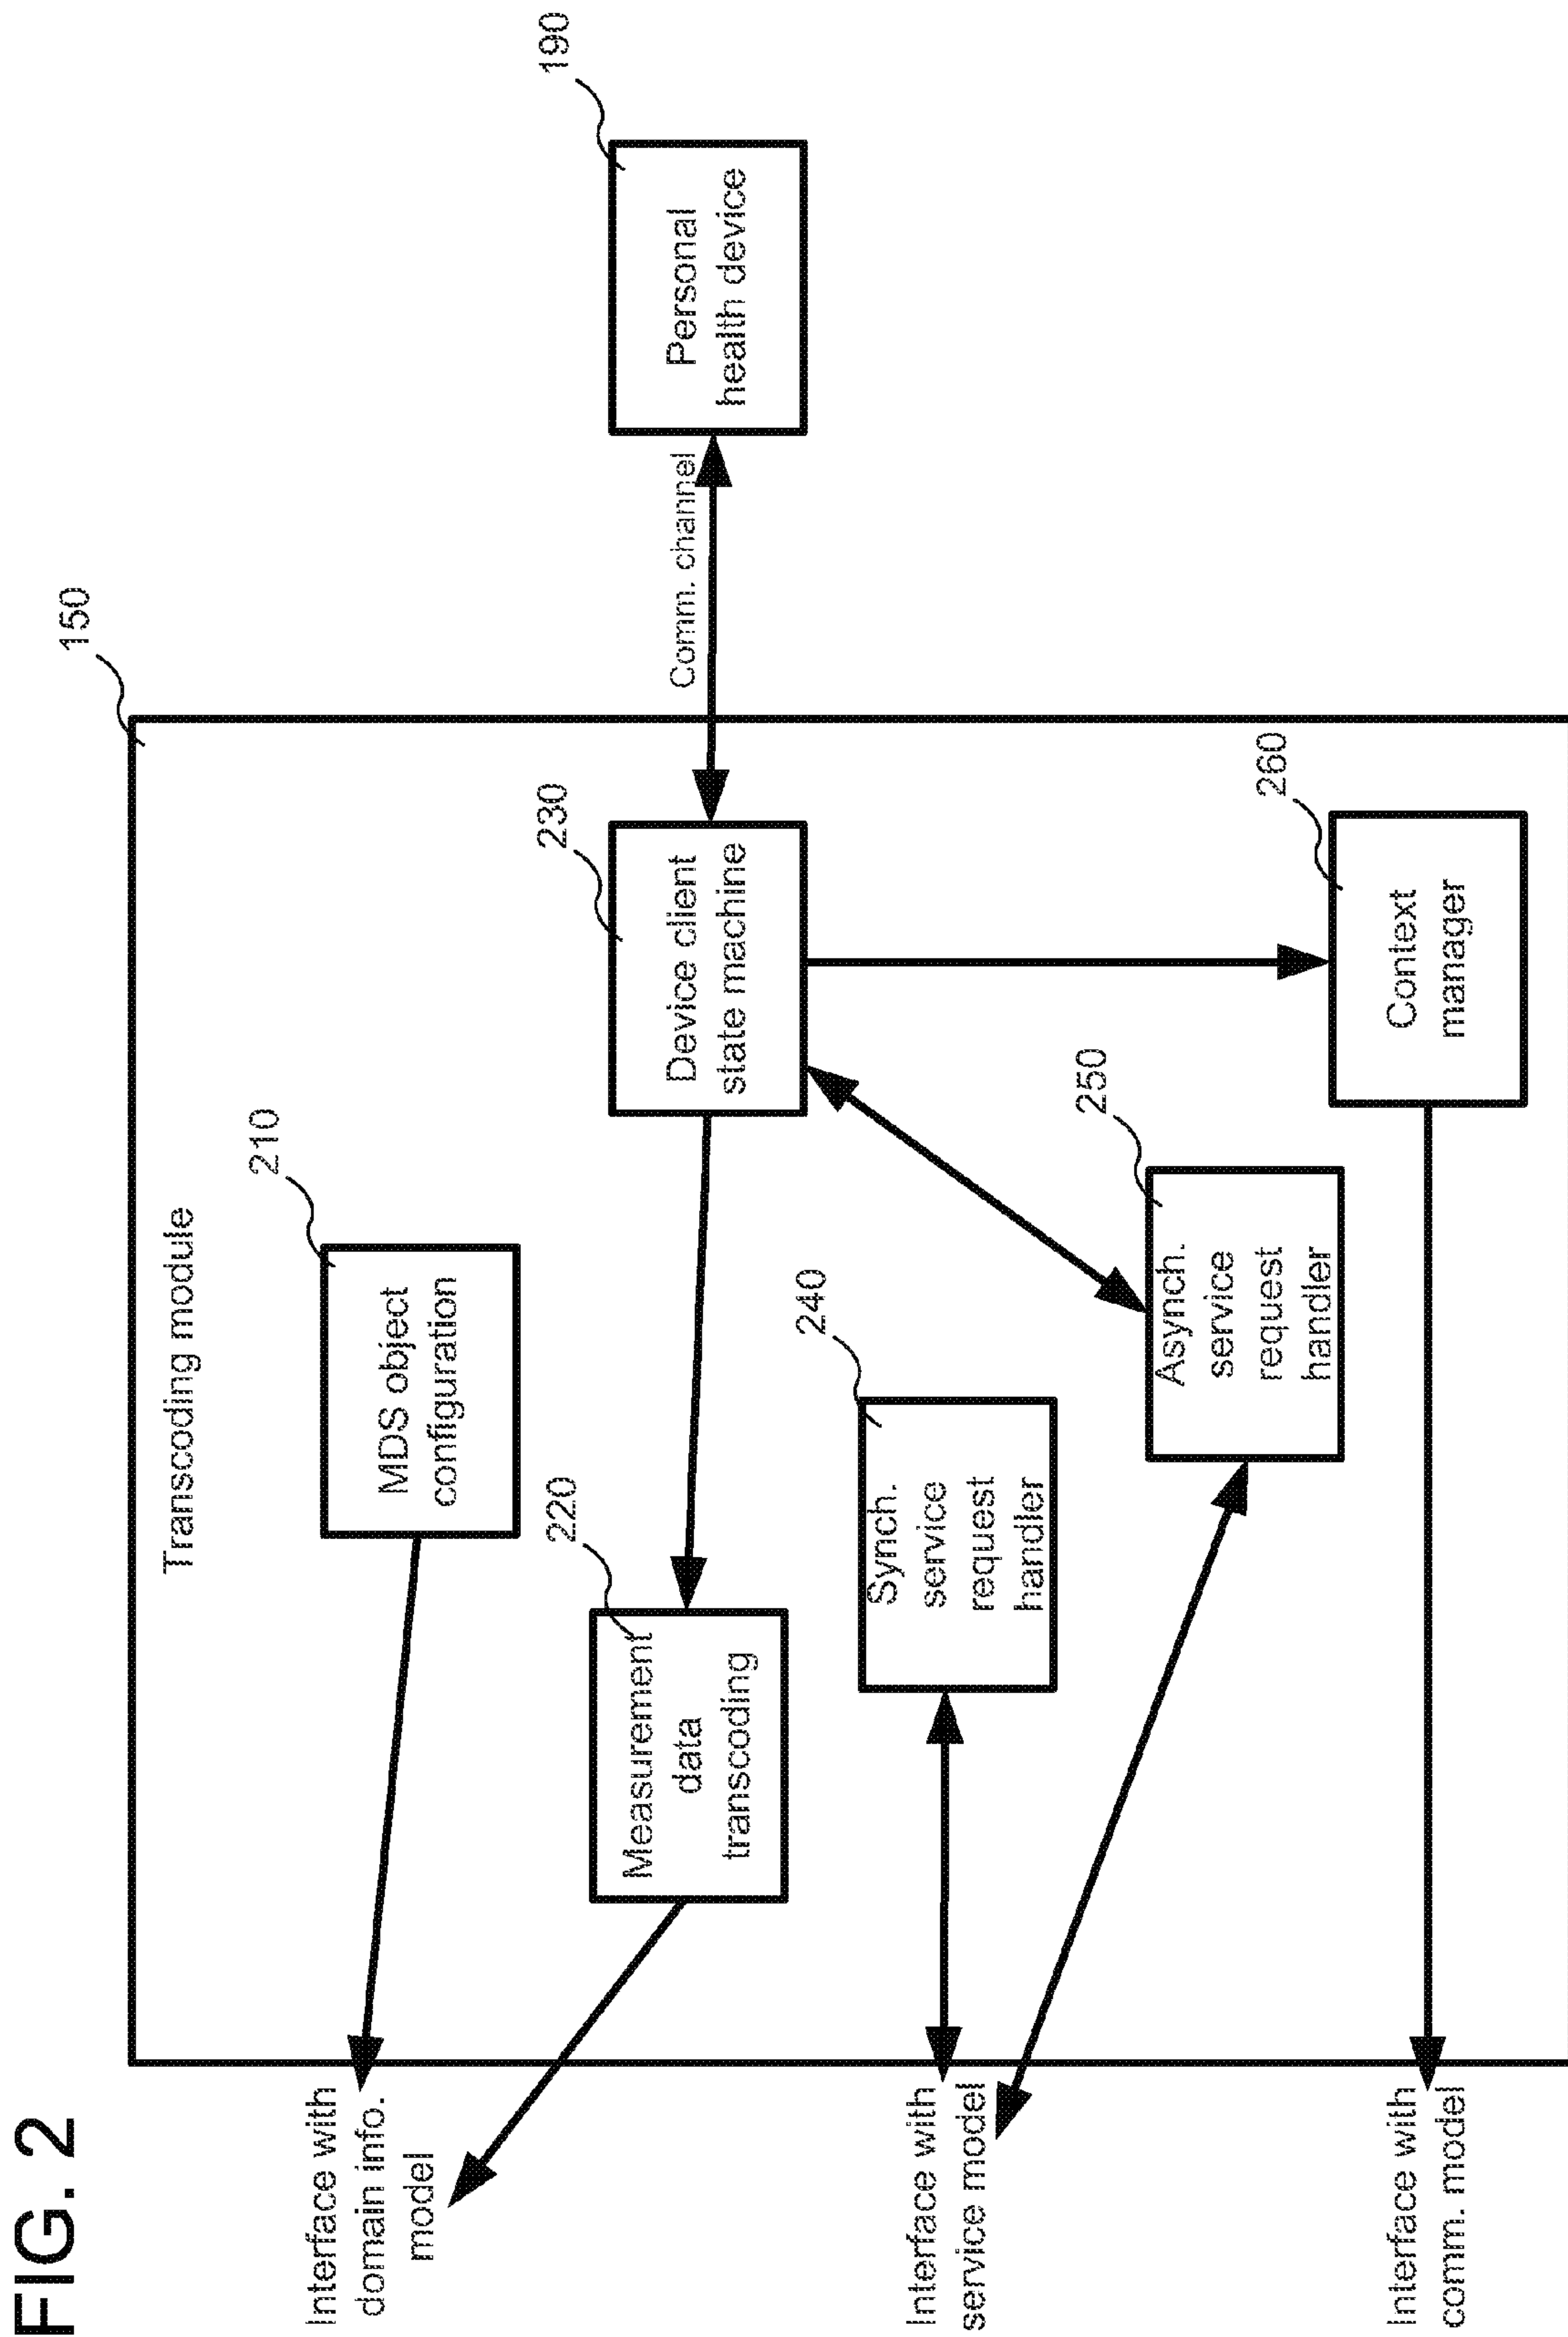 FIG. 2
150
Transcoding module
Interface with
domain info.
model
210
MDS object
configuration
220
Measurement
data
transcoding
230
Device client
state machine
Comm. channel
190
Personal
health device
Interface with
service model
240
Synch.
service
request
handler
250
Asynch.
service
request
handler
260
Context
manager
Interface with
comm. model